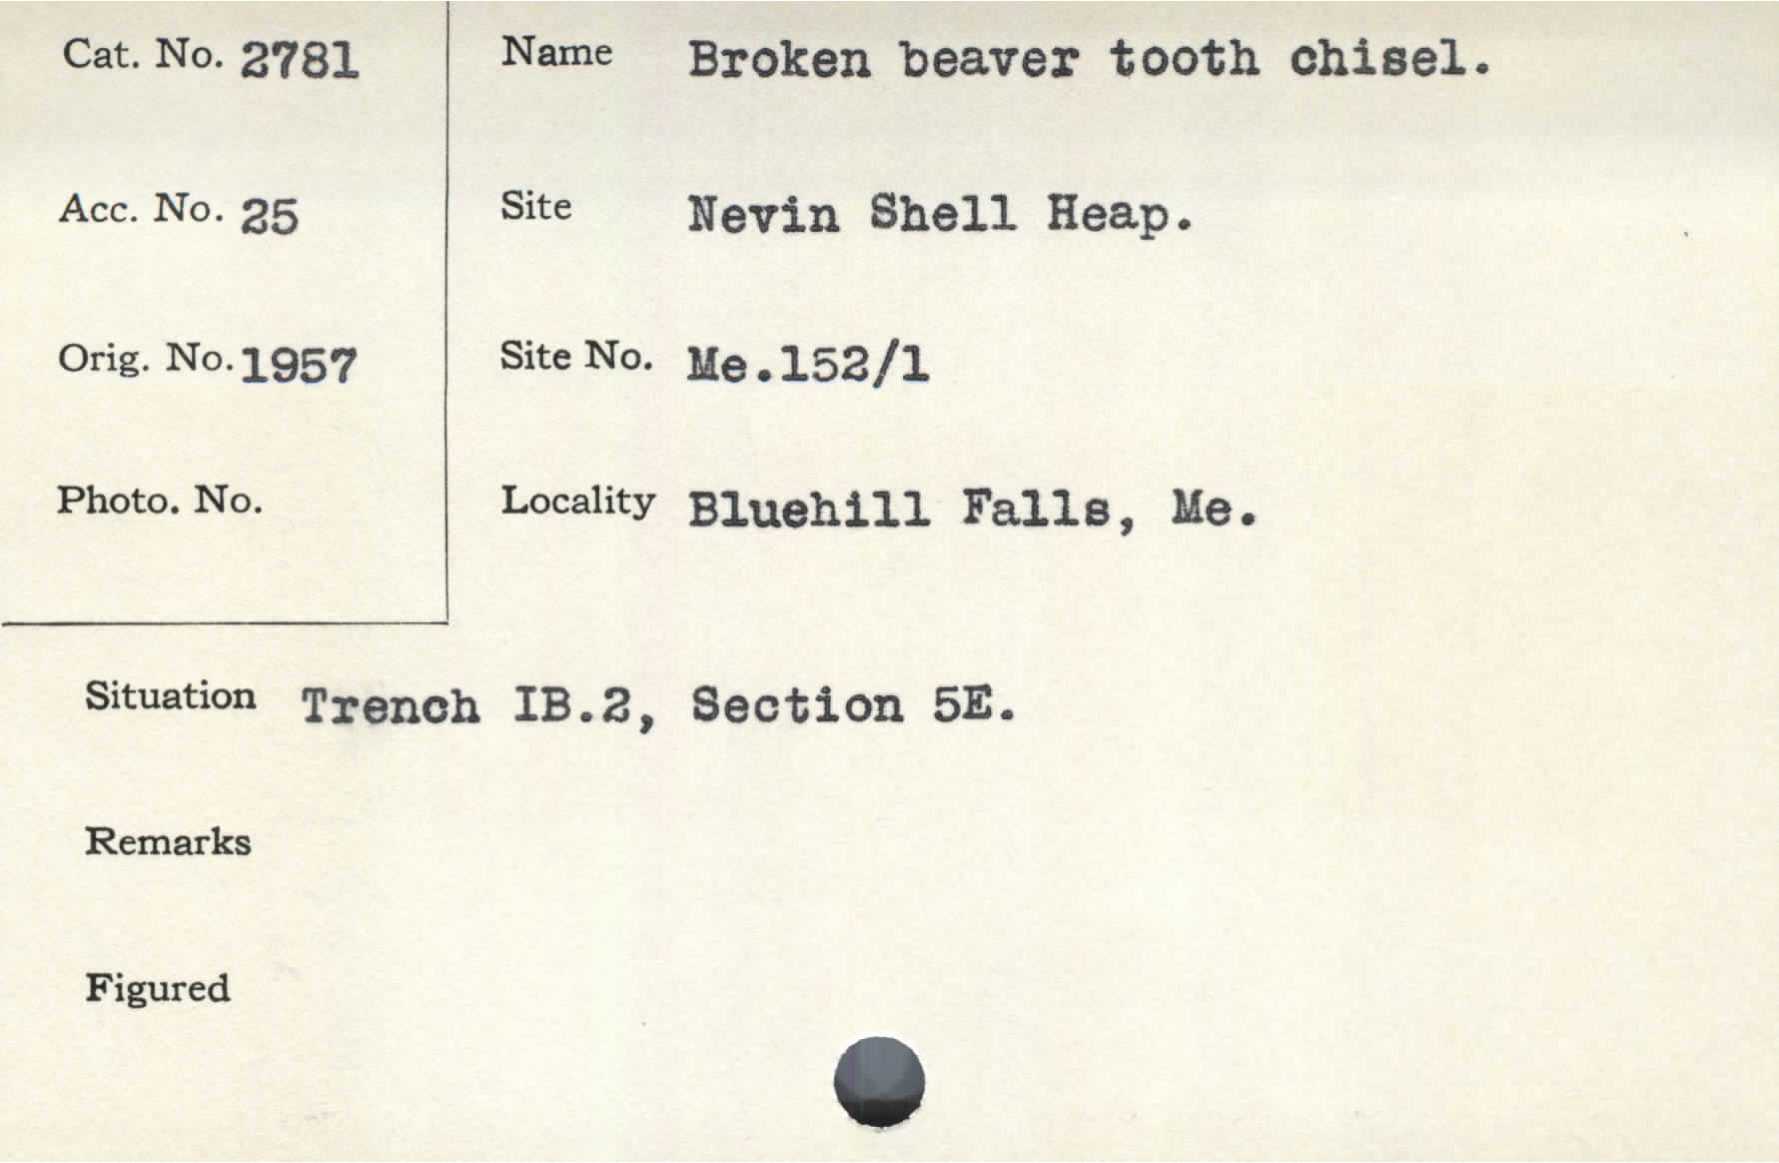 Cat. No. 2781
Name Broken beaver tooth chisel.
Acc. No. 25
Site Nevin Shell Heap.
Orig. No. 1957
Site No. Me.152/1
Photo. No.
Locality Bluehill Falls, Me.
Situation Trench IB.2, Section 5E.
Remarks
Figured